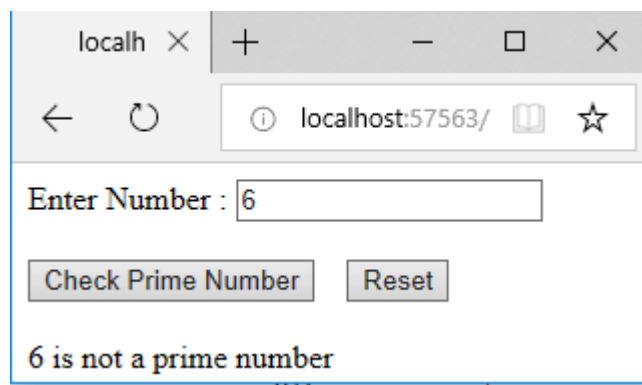 localh
localhost:57563/
Enter Number : 6
Check Prime Number Reset
6 is not a prime number